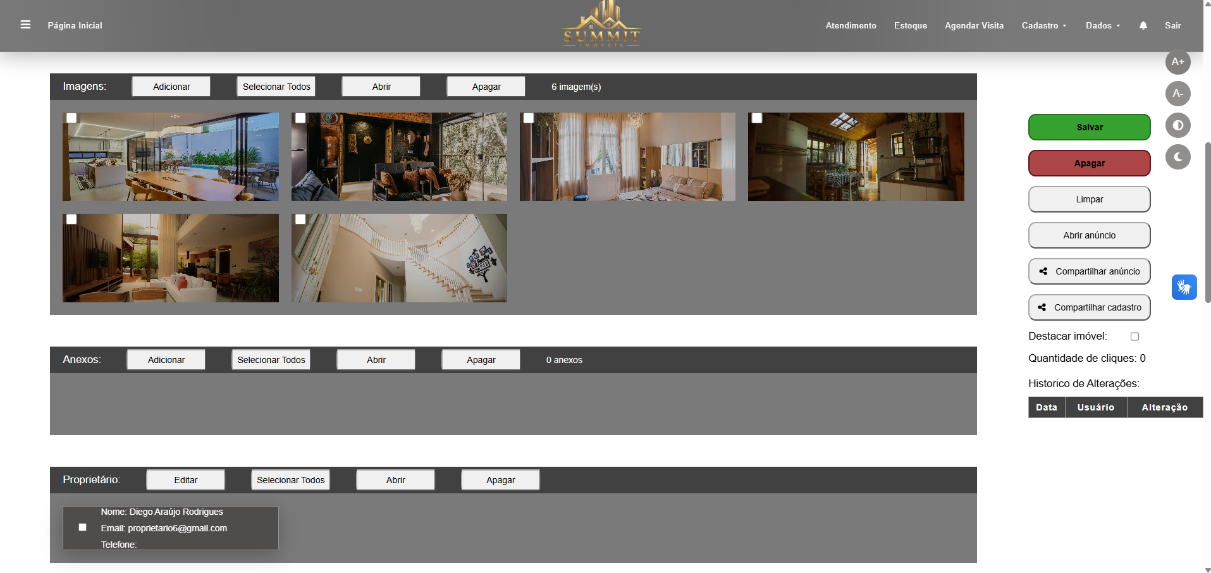 Página Inicial
SUMMIT
IMÓVEIS
Atendimento
Estoque
Agendar Visita
Cadastro
Dados
Sair
A+
A-
Imagens:
Adicionar
Selecionar Todos
Abrir
Apagar
6 imagem(s)
Salvar
Apagar
Limpar
Abrir anúncio
Compartilhar anúncio
Compartilhar cadastro
Destacar imóvel:
Quantidade de cliques: 0
Historico de Alterações:
Data
Usuário
Alteração
Anexos:
Adicionar
Selecionar Todos
Abrir
Apagar
0 anexos
Proprietário:
Editar
Selecionar Todos
Abrir
Apagar
Nome: Diego Araújo Rodrigues
Email: proprietario6@gmail.com
Telefone: